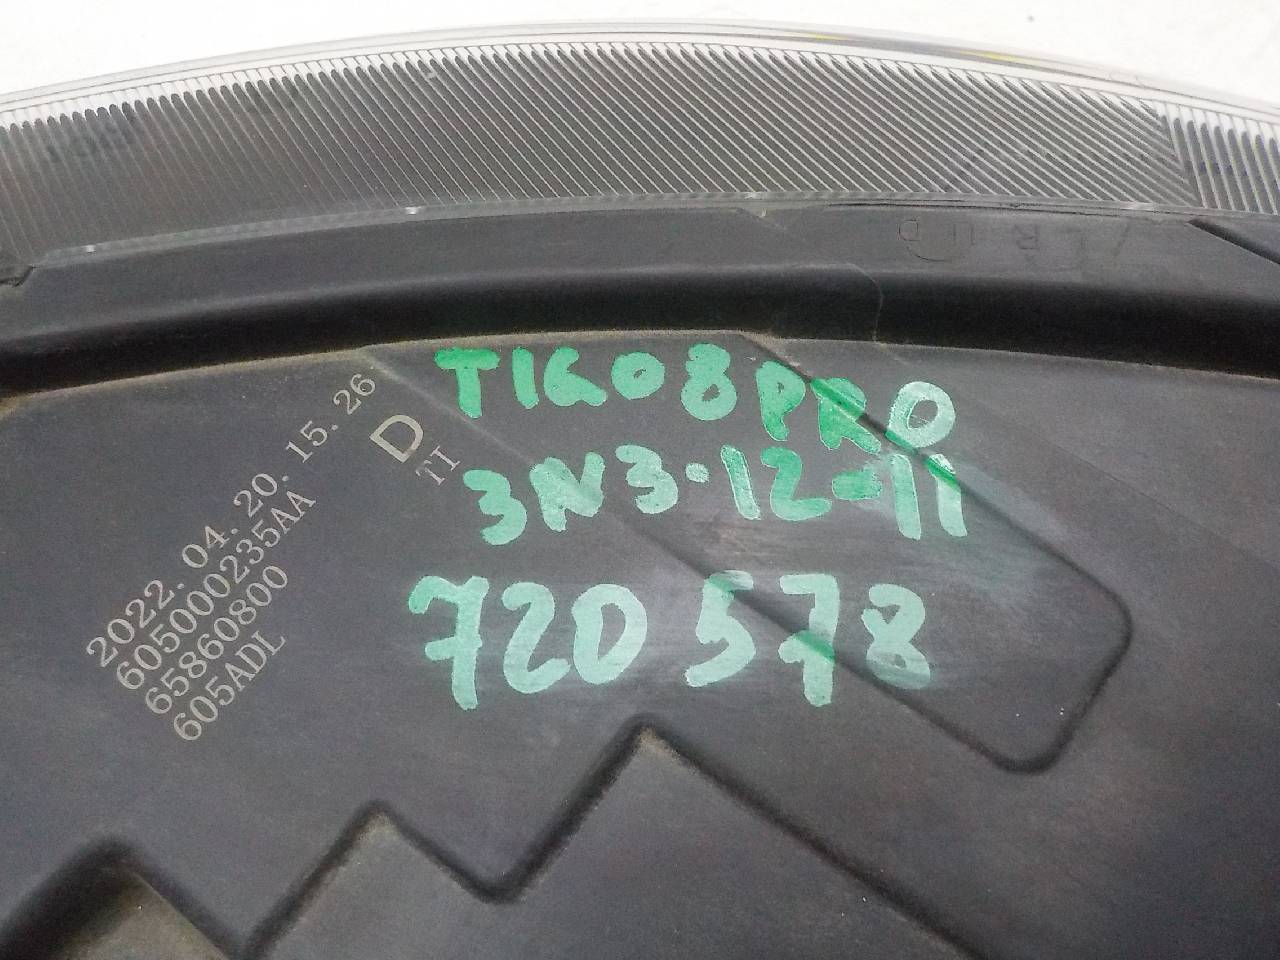 TIGO8PRO
3N3-12-11
720578
2022.04.20.15.26
605000235AA
65860800
605ADL
D
TI